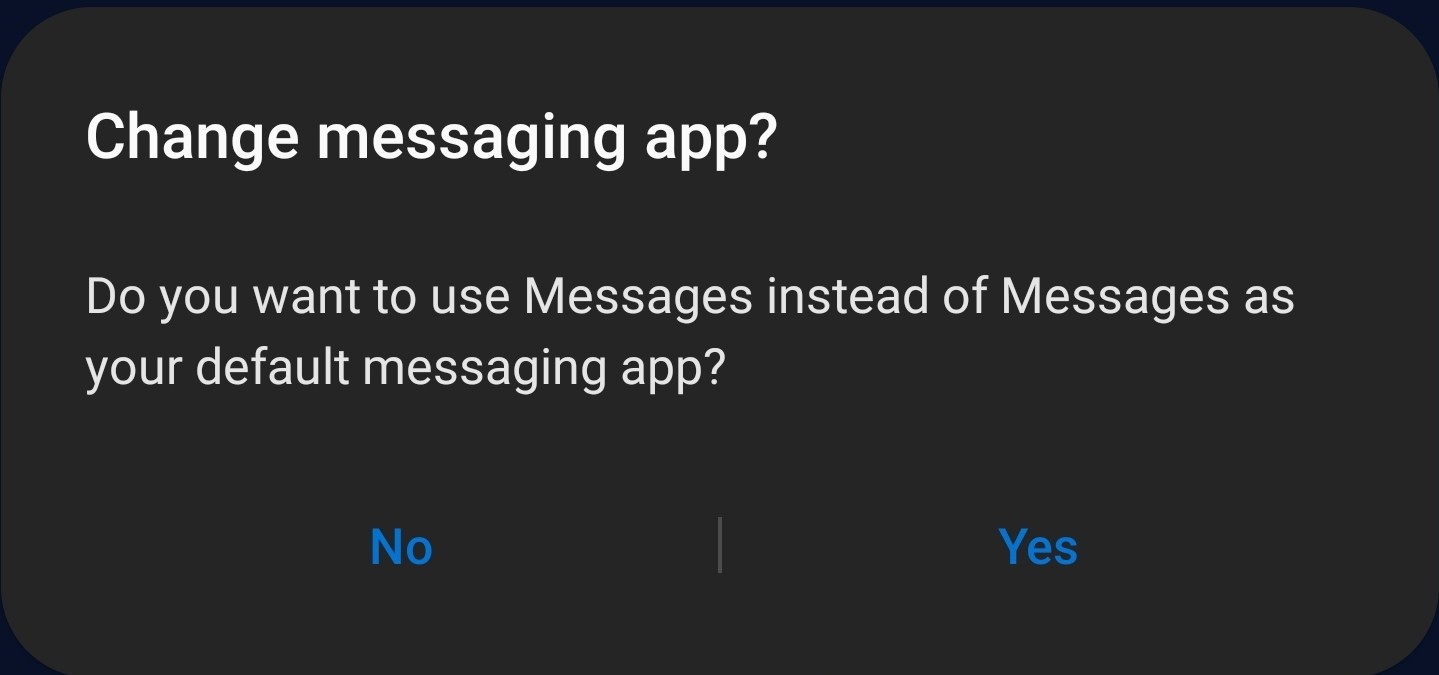 Change messaging app?
Do you want to use Messages instead of Messages as
your default messaging app?
No
Yes